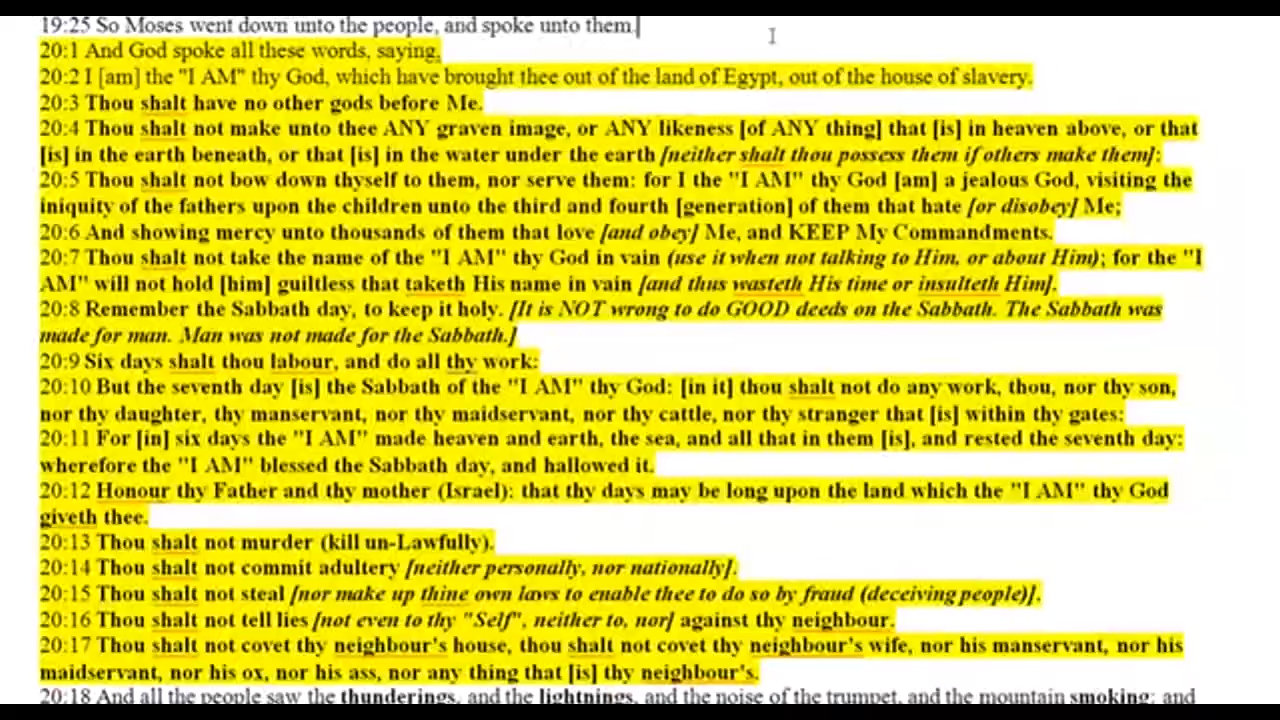 19:25 So Moses went down unto the people, and spoke unto them.
20:1 And God spoke all these words, saying,
20:2 I [am] the "I AM" thy God, which have brought thee out of the land of Egypt, out of the house of slavery.
20:3 Thou shalt have no other gods before Me.
20:4 Thou shalt not make unto thee ANY graven image, or ANY likeness [of ANY thing] that [is] in heaven above, or that
[is] in the earth beneath, or that [is] in the water under the earth [neither shalt thou possess them if others make them]:
20:5 Thou shalt not bow down thyself to them, nor serve them: for I the "I AM" thy God [am] a jealous God, visiting the
iniquity of the fathers upon the children unto the third and fourth [generation] of them that hate [or disobey] Me;
20:6 And showing mercy unto thousands of them that love [and obey] Me, and KEEP My Commandments.
20:7 Thou shalt not take the name of the "I AM" thy God in vain (use it when not talking to Him, or about Him); for the "I
AM" will not hold [him] guiltless that taketh His name in vain [and thus wasteth His time or insulteth Him].
20:8 Remember the Sabbath day, to keep it holy. [It is NOT wrong to do GOOD deeds on the Sabbath. The Sabbath was
made for man. Man was not made for the Sabbath.]
20:9 Six days shalt thou labour, and do all thy work:
20:10 But the seventh day [is] the Sabbath of the "I AM" thy God: [in it] thou shalt not do any work, thou, nor thy son,
nor thy daughter, thy manservant, nor thy maidservant, nor thy cattle, nor thy stranger that [is] within thy gates:
20:11 For [in] six days the "I AM" made heaven and earth, the sea, and all that in them [is], and rested the seventh day:
wherefore the "I AM" blessed the Sabbath day, and hallowed it.
20:12 Honour thy Father and thy mother (Israel): that thy days may be long upon the land which the "I AM" thy God
giveth thee.
20:13 Thou shalt not murder (kill un-Lawfully).
20:14 Thou shalt not commit adultery [neither personally, nor nationally].
20:15 Thou shalt not steal [nor make up thine own laws to enable thee to do so by fraud (deceiving people)].
20:16 Thou shalt not tell lies [not even to thy "Self", neither to, nor] against thy neighbour.
20:17 Thou shalt not covet thy neighbour's house, thou shalt not covet thy neighbour's wife, nor his manservant, nor his
maidservant, nor his ox, nor his ass, nor any thing that [is] thy neighbour's.
20:18 And all the people saw the thunderings, and the lightnings, and the noise of the trumpet, and the mountain smoking: and